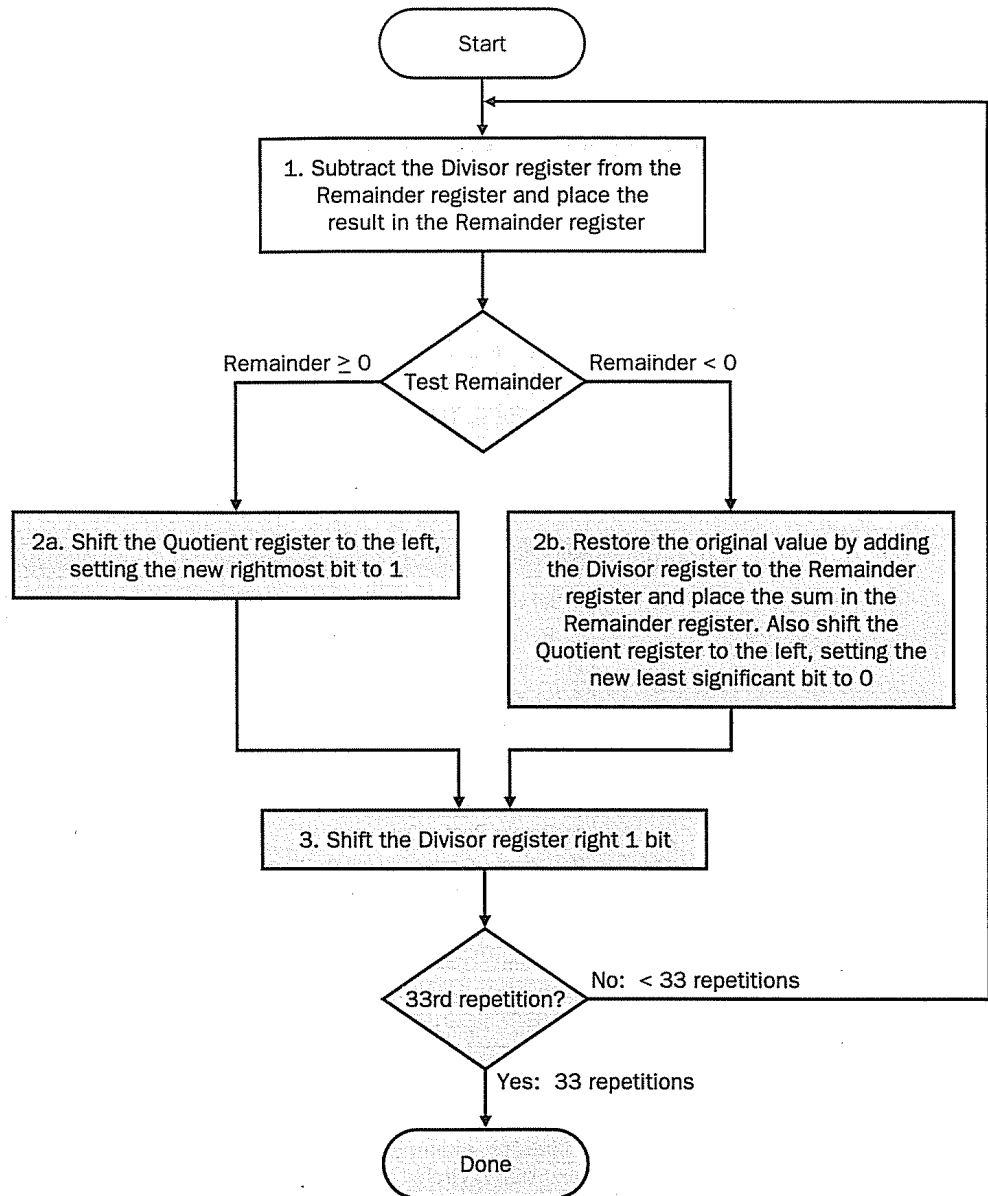 Start
1. Subtract the Divisor register from the
Remainder register and place the
result in the Remainder register
Remainder ≥ 0
Test Remainder
Remainder < 0
2a. Shift the Quotient register to the left,
setting the new rightmost bit to 1
2b. Restore the original value by adding
the Divisor register to the Remainder
register and place the sum in the
Remainder register. Also shift the
Quotient register to the left, setting the
new least significant bit to 0
3. Shift the Divisor register right 1 bit
33rd repetition?
No: < 33 repetitions
Yes: 33 repetitions
Done